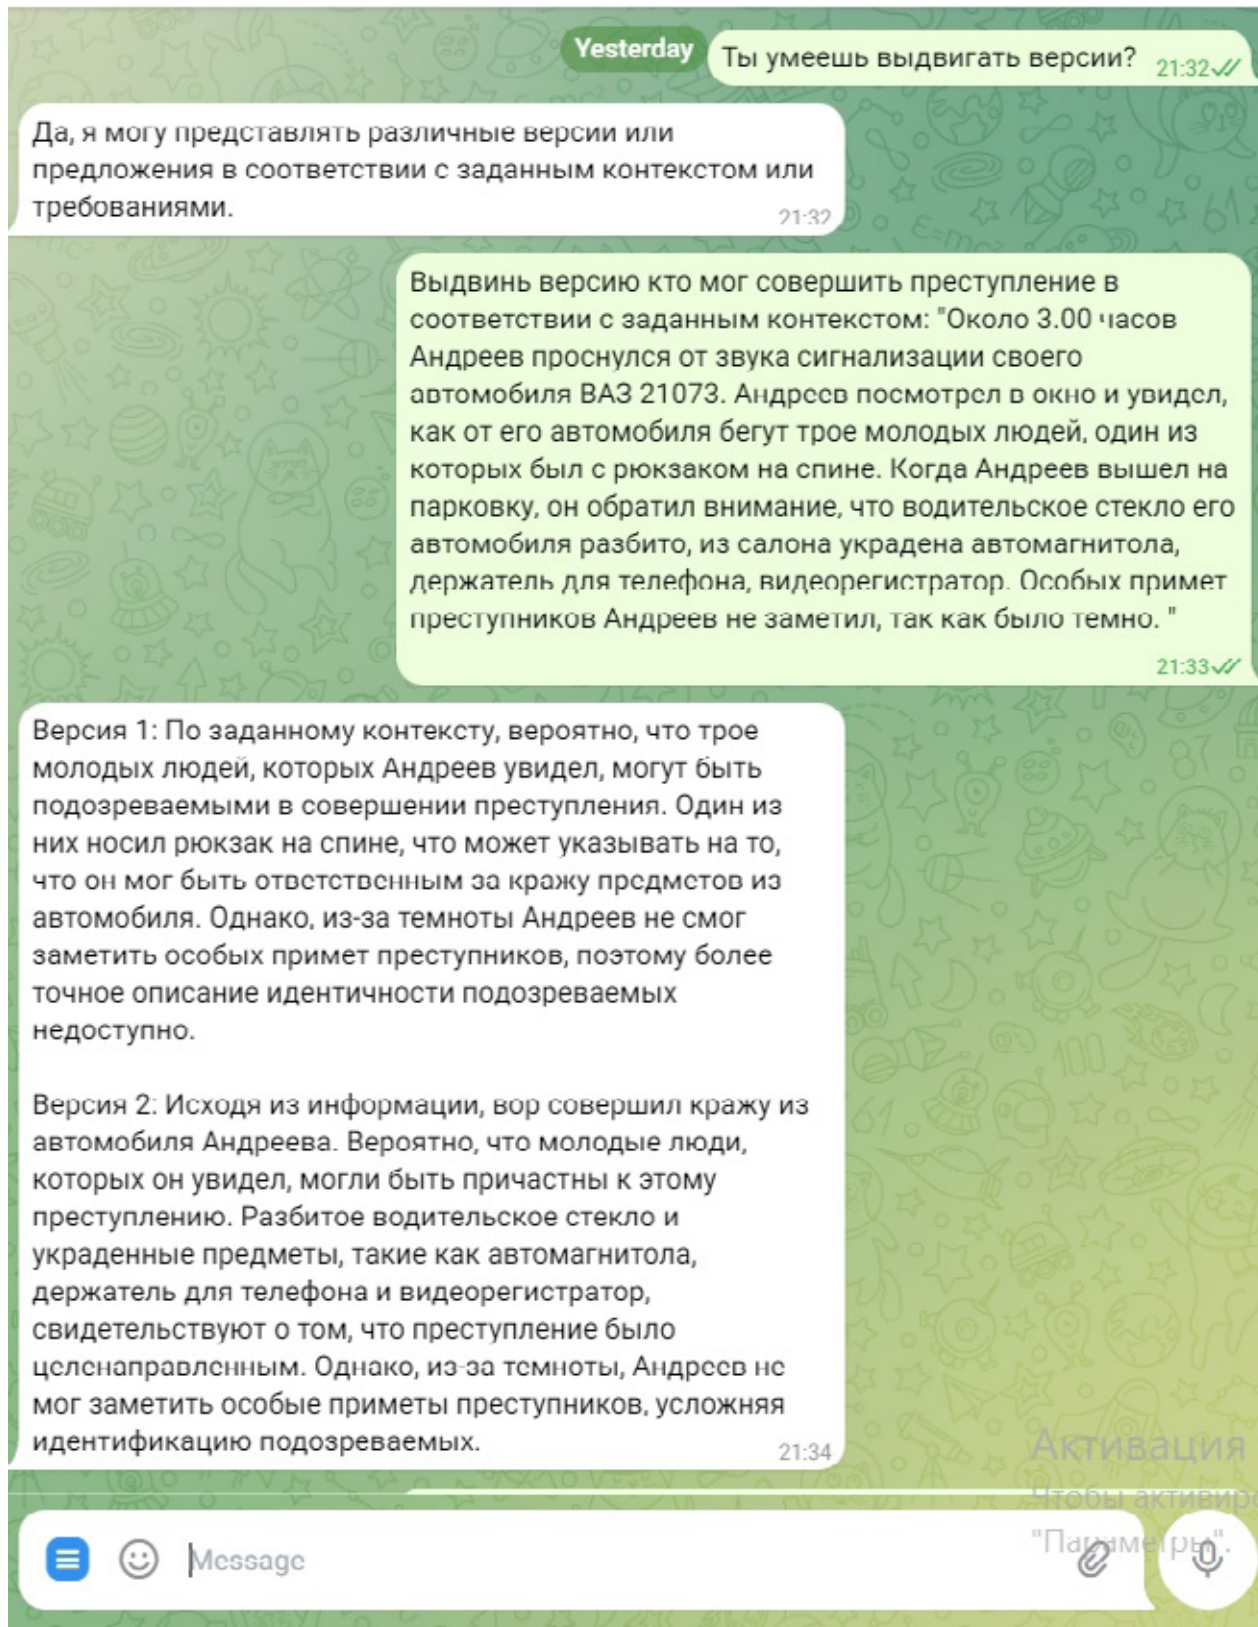 Yesterday
Ты умеешь выдвигать версии?
21:32
Да, я могу представлять различные версии или
предложения в соответствии с заданным контекстом или
требованиями.
21:32
Выдвинь версию кто мог совершить преступление в
соответствии с заданным контекстом: "Около 3.00 часов
Андреев проснулся от звука сигнализации своего
автомобиля ВАЗ 21073. Андреев посмотрел в окно и увидел,
как от его автомобиля бегут трое молодых людей, один из
которых был с рюкзаком на спине. Когда Андреев вышел на
парковку, он обратил внимание, что водительское стекло его
автомобиля разбито, из салона украдена автомагнитола,
держатель для телефона, видеорегистратор. Особых примет
преступников Андреев не заметил, так как было темно. "
21:33
Версия 1: По заданному контексту, вероятно, что трое
молодых людей, которых Андреев увидел, могут быть
подозреваемыми в совершении преступления. Один из
них носил рюкзак на спине, что может указывать на то,
что он мог быть ответственным за кражу предметов из
автомобиля. Однако, из-за темноты Андреев не смог
заметить особых примет преступников, поэтому более
точное описание идентичности подозреваемых
недоступно.
Версия 2: Исходя из информации, вор совершил кражу из
автомобиля Андреева. Вероятно, что молодые люди,
которых он увидел, могли быть причастны к этому
преступлению. Разбитое водительское стекло и
украденные предметы, такие как автомагнитола,
держатель для телефона и видеорегистратор,
свидетельствуют о том, что преступление было
целенаправленным. Однако, из-за темноты, Андреев не
мог заметить особые приметы преступников, усложняя
идентификацию подозреваемых.
21:34
Активация
Чтобы активиро
"Параметры".
Message